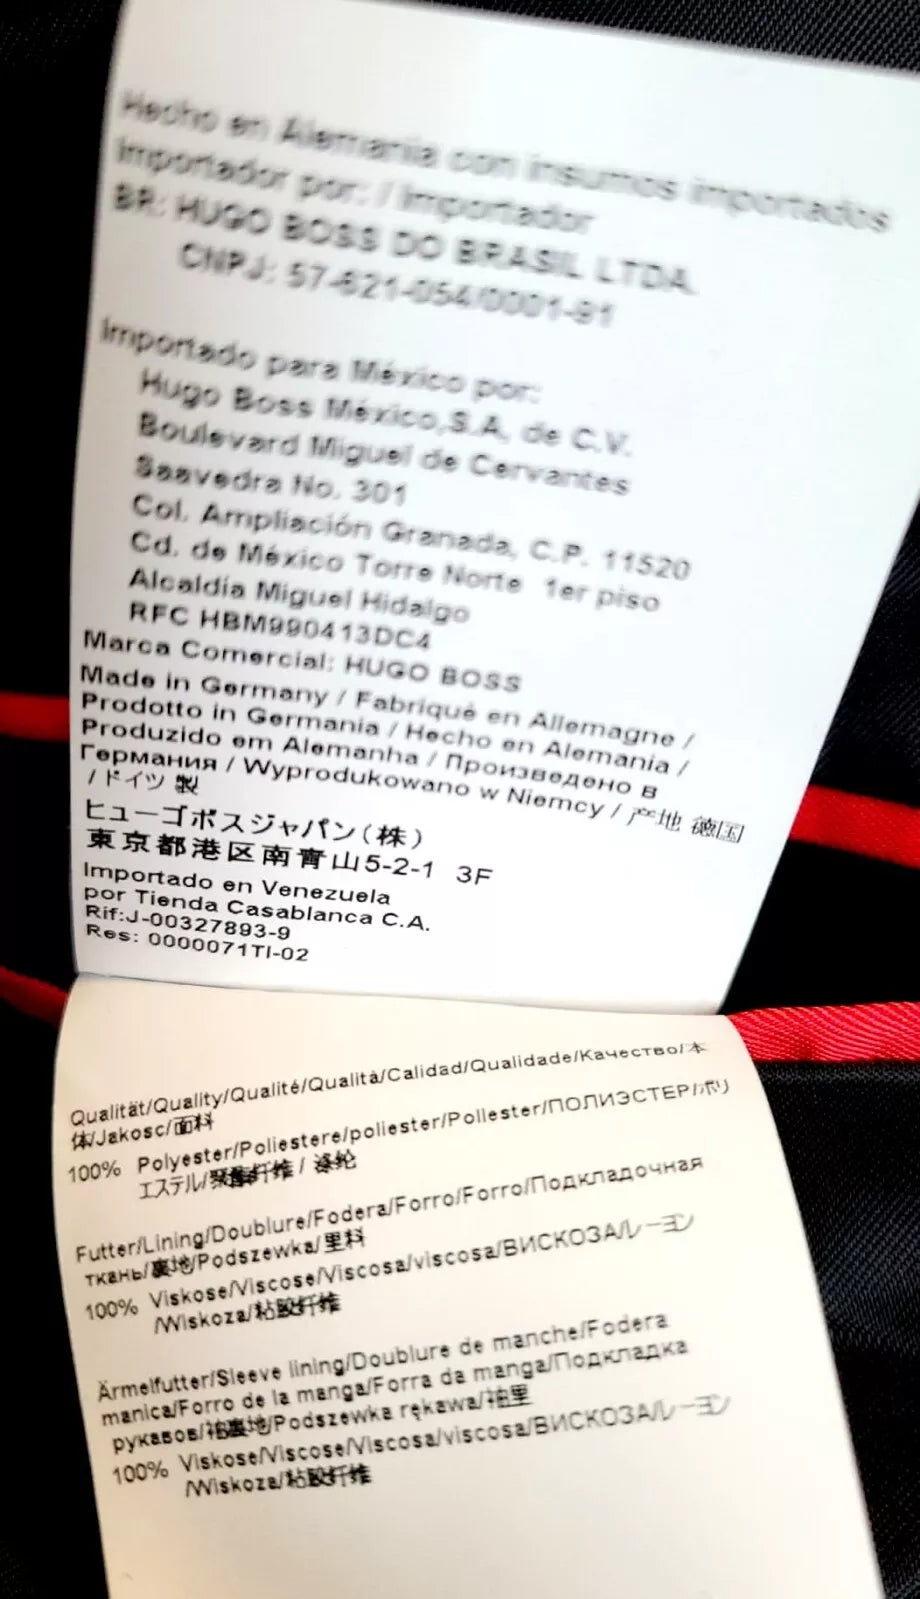 Hecho en Alemania con insumos importados
Importador por: / Importador
BR: HUGO BOSS DO BRASIL LTDA.
CNPJ: 57-621-054/0001-91
Importado para México por:
Hugo Boss México,S.A. de C.V.
Boulevard Miguel de Cervantes
Saavedra No. 301
Col. Ampliación Granada, C.P. 11520
Cd. de México Torre Norte 1er piso
Alcaldía Miguel Hidalgo
RFC HBM990413DC4
Marca Comercial: HUGO BOSS
Made in Germany / Fabriqué en Allemagne /
Prodotto in Germania / Hecho en Alemania /
Produzido em Alemanha / Произведено в
Германия / Wyprodukowano w Niemcy / 产地 德国
/ ドイツ 製
ヒューゴボスジャパン(株)
東京都港区南青山5-2-1 3F
Importado en Venezuela
por Tienda Casablanca C.A.
Rif:J-00327893-9
Res: 0000071TI-02
Qualität/Quality/Qualité/Qualità/Calidad/Qualidade/Качество/本
体/Jakosc/面料
100% Polyester/Poliestere/poliester/Poliester/ПОЛИЭСТЕР/ポリ
エステル/聚酯纤维 / 涤纶
Futter/Lining/Doublure/Fodera/Forro/Forro/Подкладочная
ткань/裏地/Podszewka/里料
100% Viskose/Viscose/Viscosa/viscosa/ВИСКОЗА/レーヨン
/Wiskoza/粘胶纤维
Ärmelfutter/Sleeve lining/Doublure de manche/Fodera
manica/Forro de la manga/Forra da manga/Подкладка
рукавов/袖裏地/Podszewka rękawa/袖里
100% Viskose/Viscose/Viscosa/viscosa/ВИСКОЗА/レーヨン
/Wiskoza/粘胶纤维